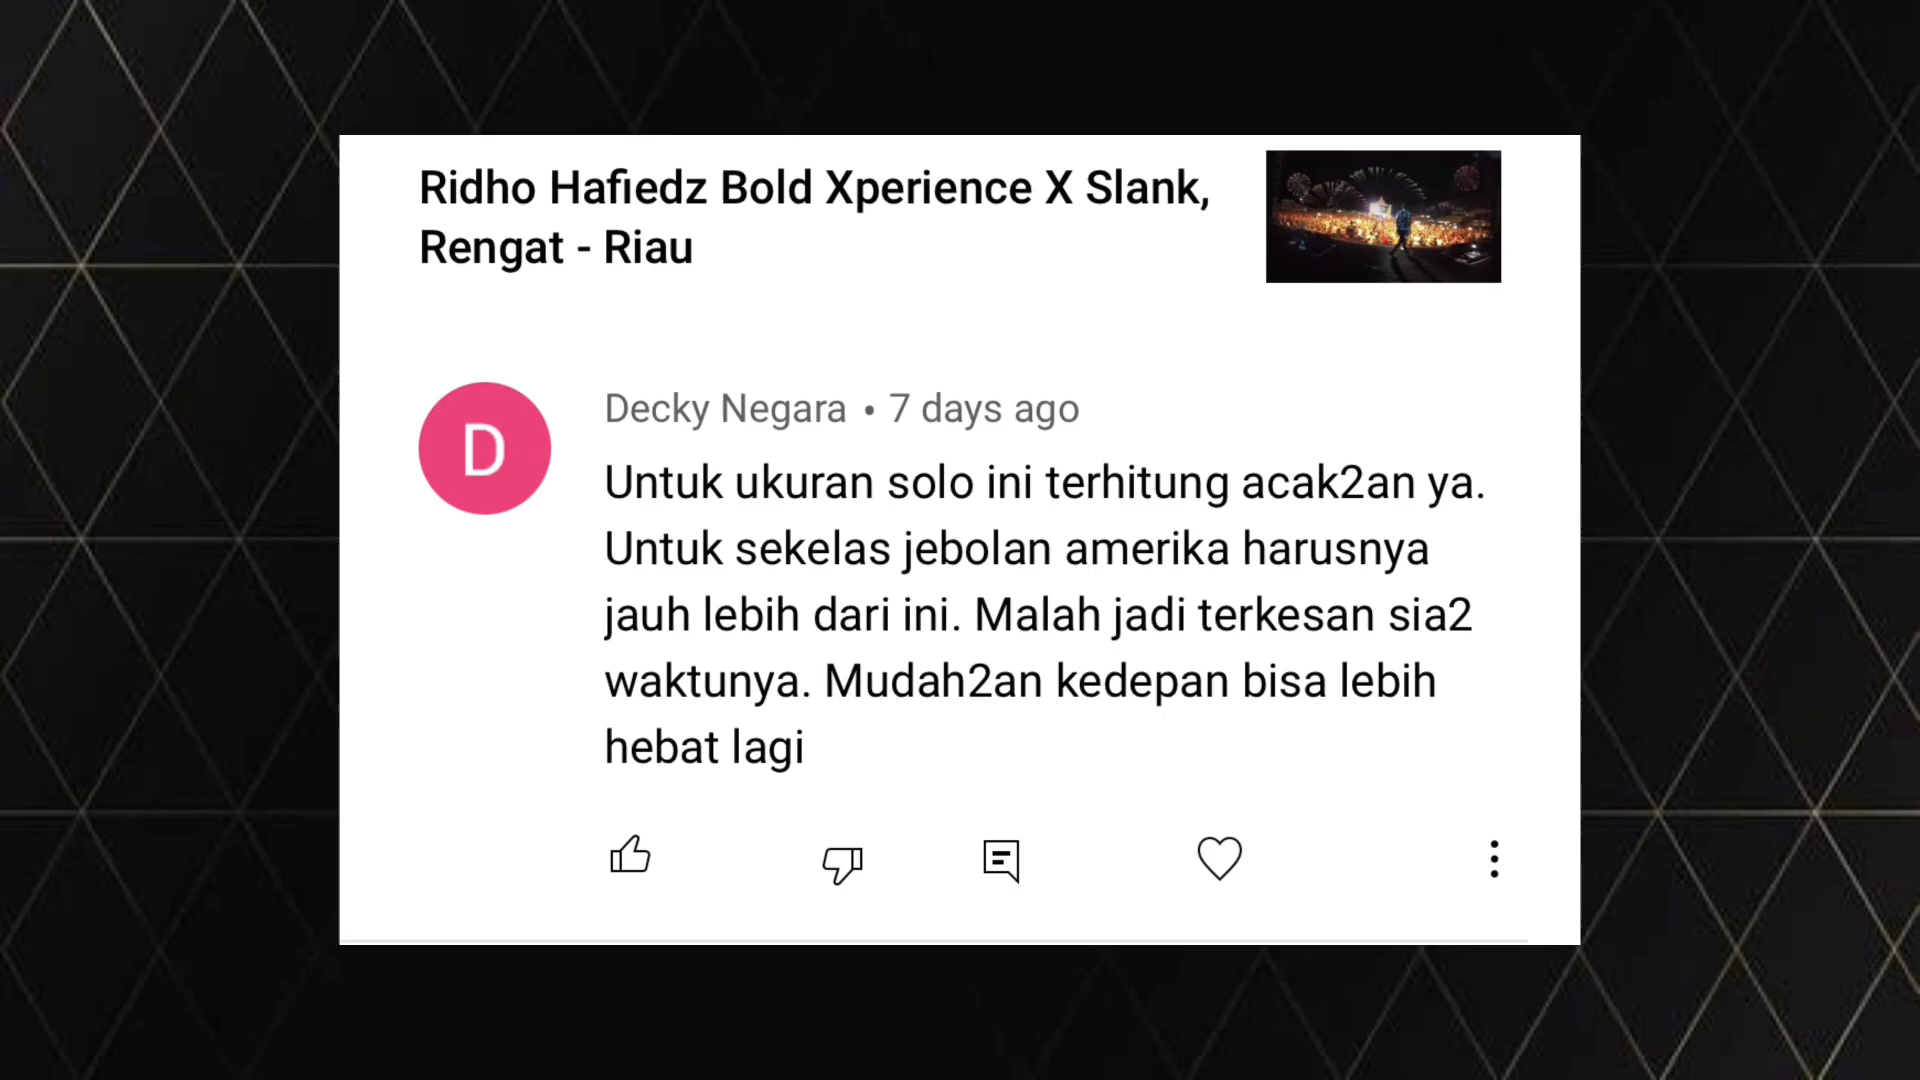 Ridho Hafiedz Bold Xperience X Slank,
Rengat - Riau
D
Decky Negara • 7 days ago
Untuk ukuran solo ini terhitung acak2an ya.
Untuk sekelas jebolan amerika harusnya
jauh lebih dari ini. Malah jadi terkesan sia2
waktunya. Mudah2an kedepan bisa lebih
hebat lagi